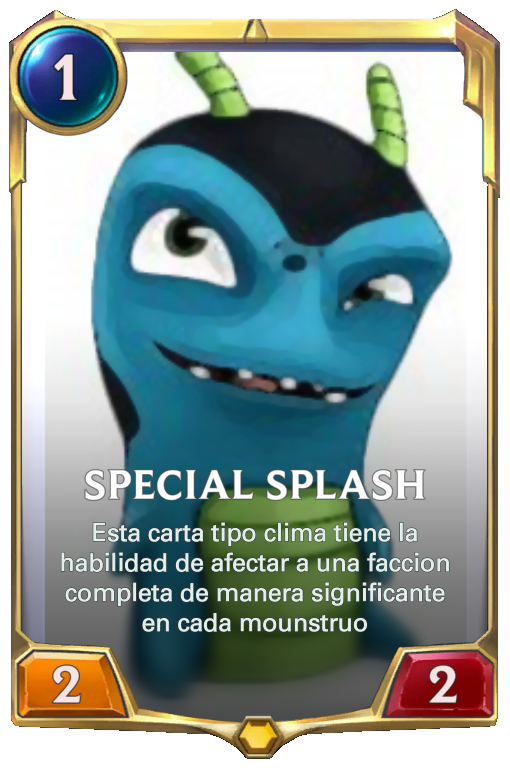 1
SPECIAL SPLASH
Esta carta tipo clima tiene la
habilidad de afectar a una faccion
completa de manera significante
en cada mounstruo
2
2